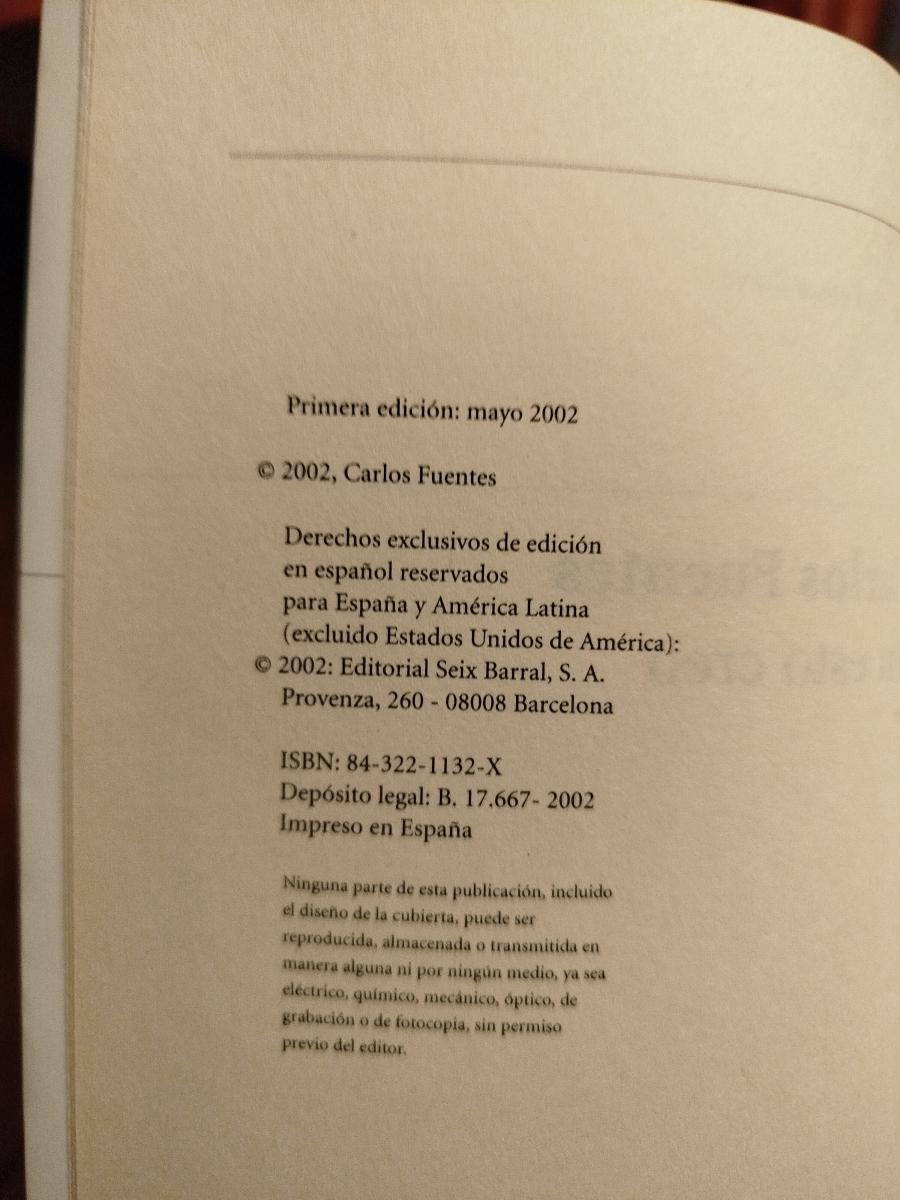 Primera edición: mayo 2002
© 2002, Carlos Fuentes
Derechos exclusivos de edición
en español reservados
para España y América Latina
(excluido Estados Unidos de América):
© 2002: Editorial Seix Barral, S. A.
Provenza, 260 - 08008 Barcelona
ISBN: 84-322-1132-X
Depósito legal: B. 17.667- 2002
Impreso en España
Ninguna parte de esta publicación, incluido
el diseño de la cubierta, puede ser
reproducida, almacenada o transmitida en
manera alguna ni por ningún medio, ya sea
eléctrico, químico, mecánico, óptico, de
grabación o de fotocopia, sin permiso
previo del editor.